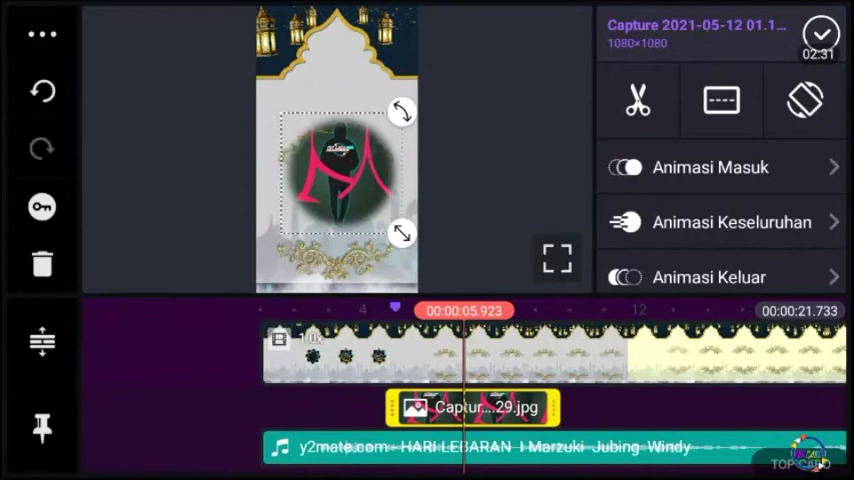 Capture 2021-05-12 01.1...
1080×1080
02:31
Animasi Masuk
Animasi Keseluruhan
Animasi Keluar
4
00:00:05.923
12
00:00:21.733
1.0x
Captur....29.jpg
y2mate.com - HARI LEBARAN I Marzuki Jubing Windy